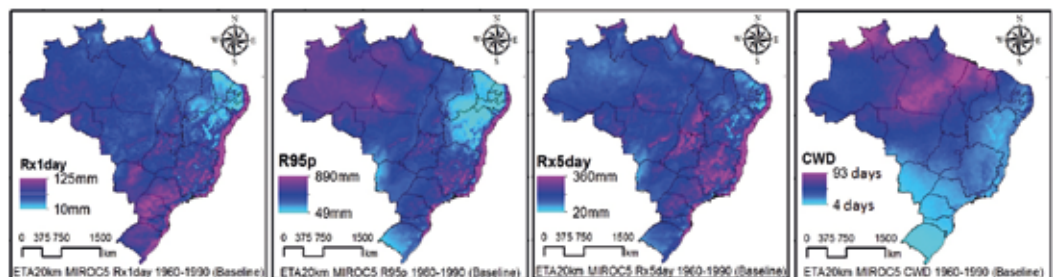 N
W E
S
Rx1day
125mm
10mm
0 375 750 1500
km
ETA20km MIROC5 Rx1day 1960-1990 (Baseline)
N
W E
S
R95p
890mm
49mm
0 375 750 1500
km
ETA20km MIROC5 R95p 1960-1990 (Baseline)
N
W E
S
Rx5day
360mm
20mm
0 375 750 1500
km
ETA20km MIROC5 Rx5day 1960-1990 (Baseline)
N
W E
S
CWD
93 days
4 days
0 375 750 1500
km
ETA20km MIROC5 CWD 1960-1990 (Baseline)